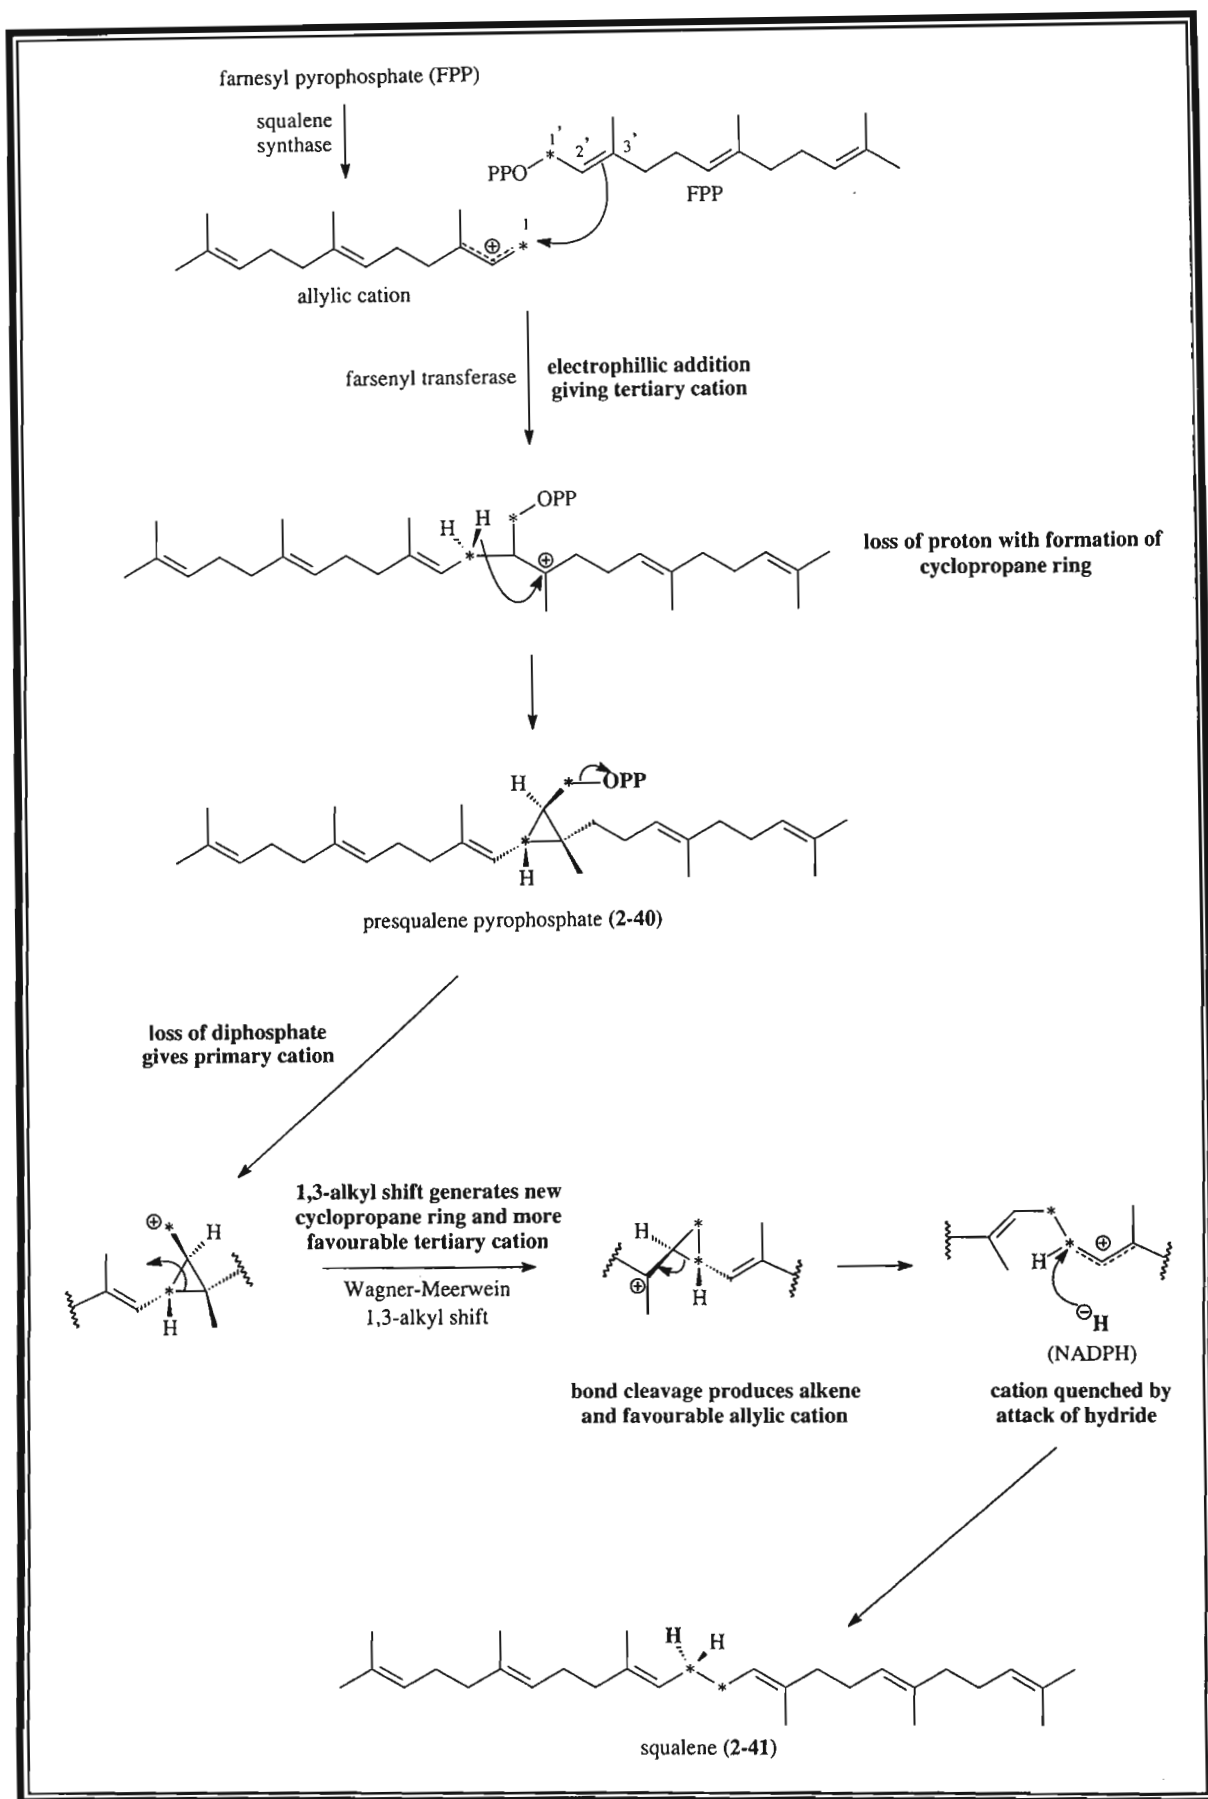 farnesyl pyrophosphate (FPP)
squalene
synthase
1'
2'
3'
*
PPO
FPP
1
⊕
*
allylic cation
farsenyl transferase
electrophillic addition
giving tertiary cation
OPP
*
H
H
*
⊕
loss of proton with formation of
cyclopropane ring
H
*
OPP
*
H
presqualene pyrophosphate (2-40)
loss of diphosphate
gives primary cation
⊕
*
H
*
H
1,3-alkyl shift generates new
cyclopropane ring and more
favourable tertiary cation
Wagner-Meerwein
1,3-alkyl shift
H
*
*
⊕
H
*
*
⊕
H
⊖H
(NADPH)
bond cleavage produces alkene
and favourable allylic cation
cation quenched by
attack of hydride
H
H
*
*
squalene (2-41)